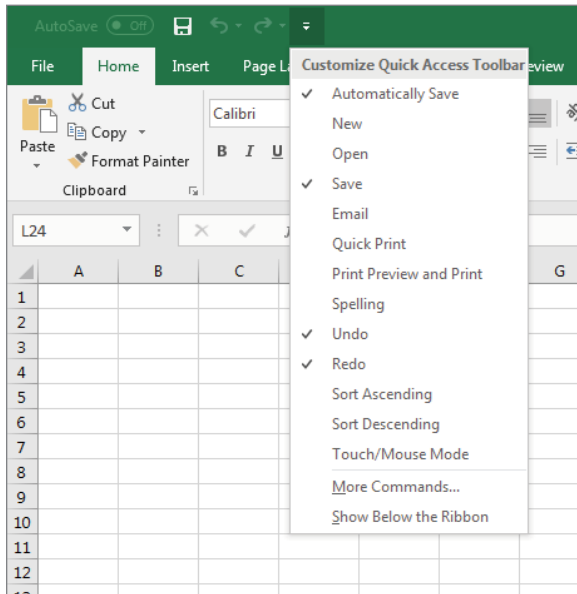 AutoSave Off
File Home Insert Page La eview
Customize Quick Access Toolbar
Automatically Save
New
Open
Save
Email
Quick Print
Print Preview and Print
Spelling
Undo
Redo
Sort Ascending
Sort Descending
Touch/Mouse Mode
More Commands...
Show Below the Ribbon
Cut
Copy
Format Painter
Paste
Clipboard
Calibri
B I U
L24
A B C G
1
2
3
4
5
6
7
8
9
10
11
12